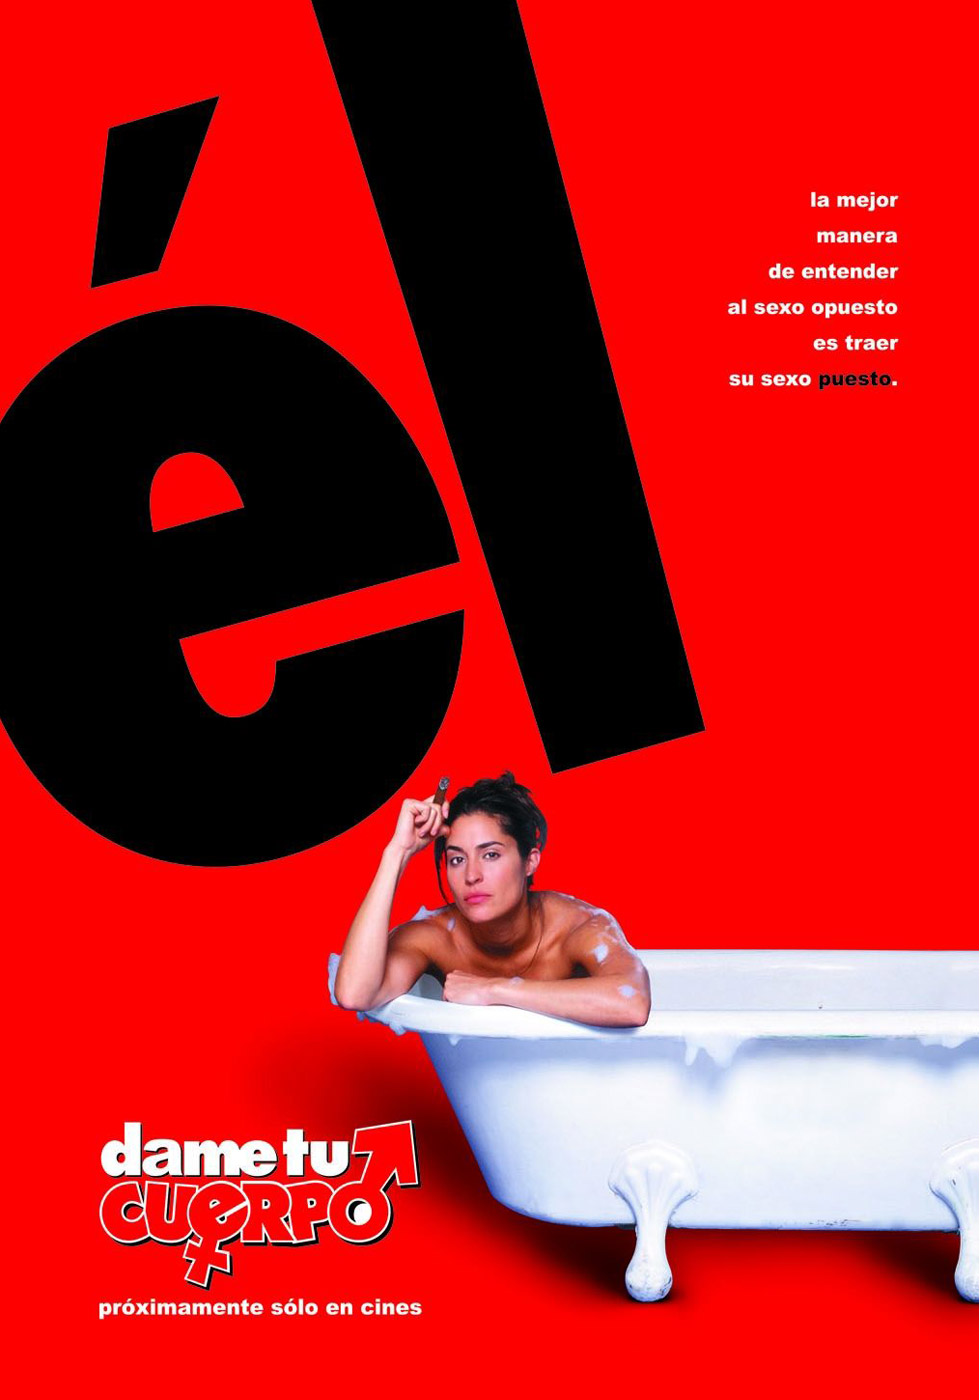 él
la mejor
manera
de entender
al sexo opuesto
es traer
su sexo puesto.
dame tu
cuerpo
próximamente sólo en cines